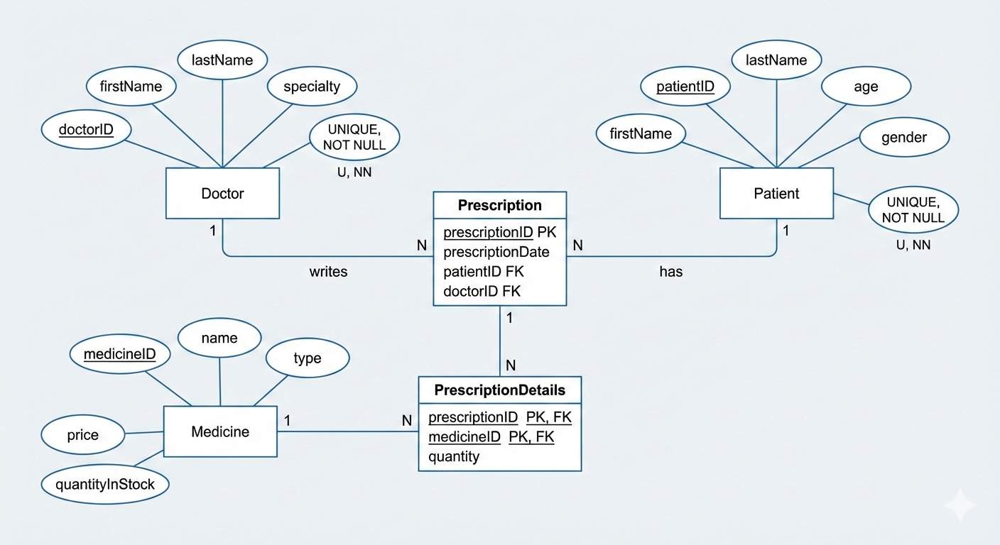 lastName
firstName
specialty
doctorID
UNIQUE,
NOT NULL
U, NN
Doctor
1
writes
N
lastName
patientID
age
firstName
gender
Patient
UNIQUE,
NOT NULL
U, NN
1
has
N
Prescription
prescriptionID PK
prescriptionDate
patientID FK
doctorID FK
1
N
name
medicineID
type
price
Medicine
quantityInStock
1
N
PrescriptionDetails
prescriptionID PK, FK
medicineID PK, FK
quantity